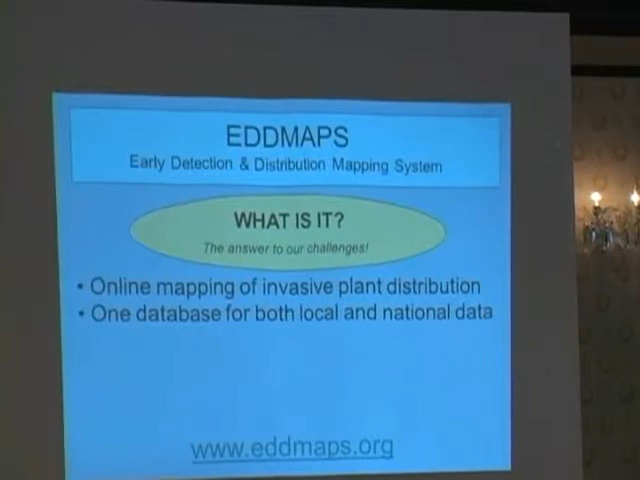 EDDMAPS
Early Detection & Distribution Mapping System
WHAT IS IT?
The answer to our challenges!
• Online mapping of invasive plant distribution
• One database for both local and national data
www.eddmaps.org